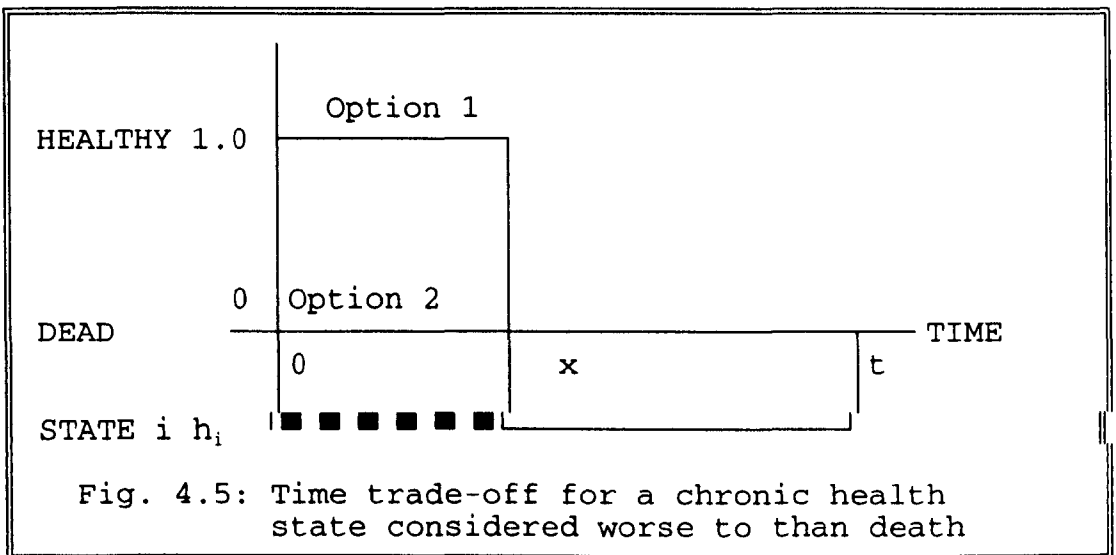 Option 1
HEALTHY 1.0
0 Option 2
DEAD TIME
0 x t
STATE i hᵢ
Fig. 4.5: Time trade-off for a chronic health
state considered worse to than death